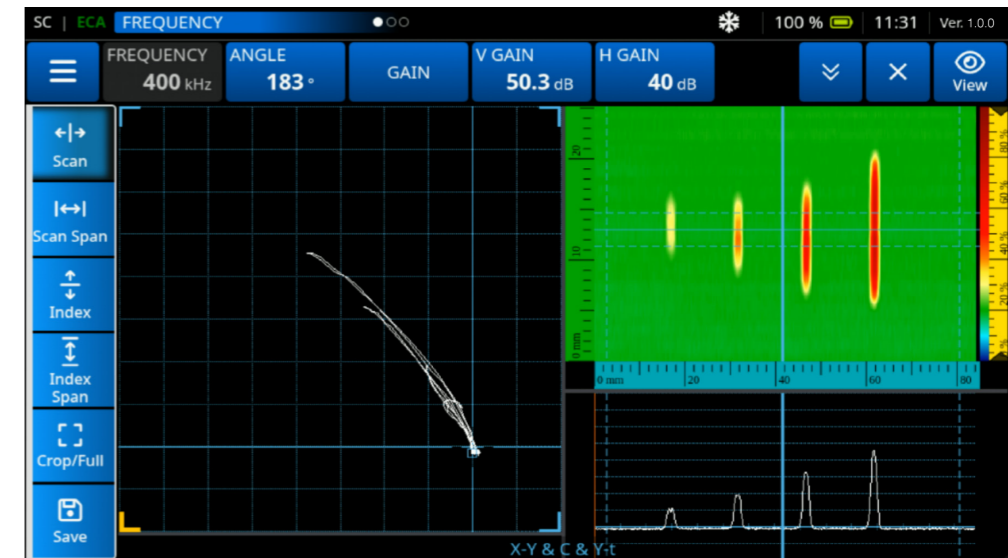 SC | ECA FREQUENCY 100 % 11:31 Ver. 1.0.0
FREQUENCY
400 kHz
ANGLE
183 °
GAIN
V GAIN
50.3 dB
H GAIN
40 dB
View
Scan
Scan Span
Index
Index
Span
Crop/Full
Save
20
10
0 mm
0 mm 20 40 60 80
80 %
60 %
40 %
20 %
X-Y & C & Y-t